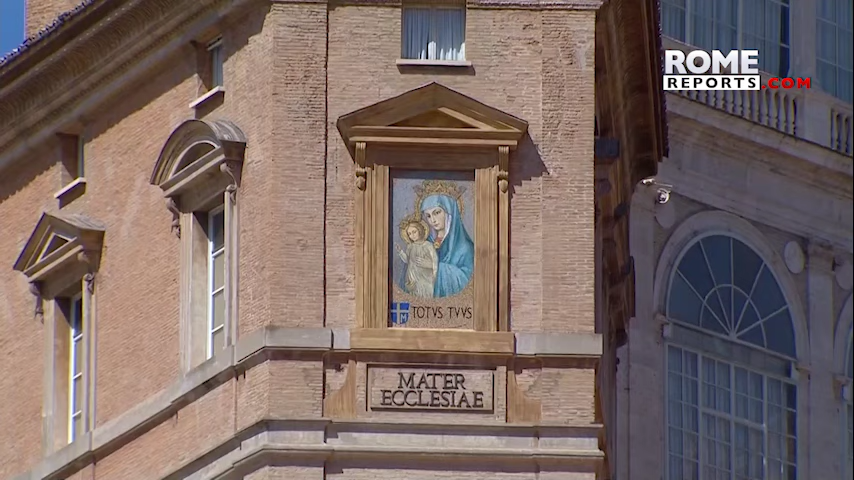 ROME
REPORTS.COM
M
TOTVS TVVS
MATER
ECCLESIAE